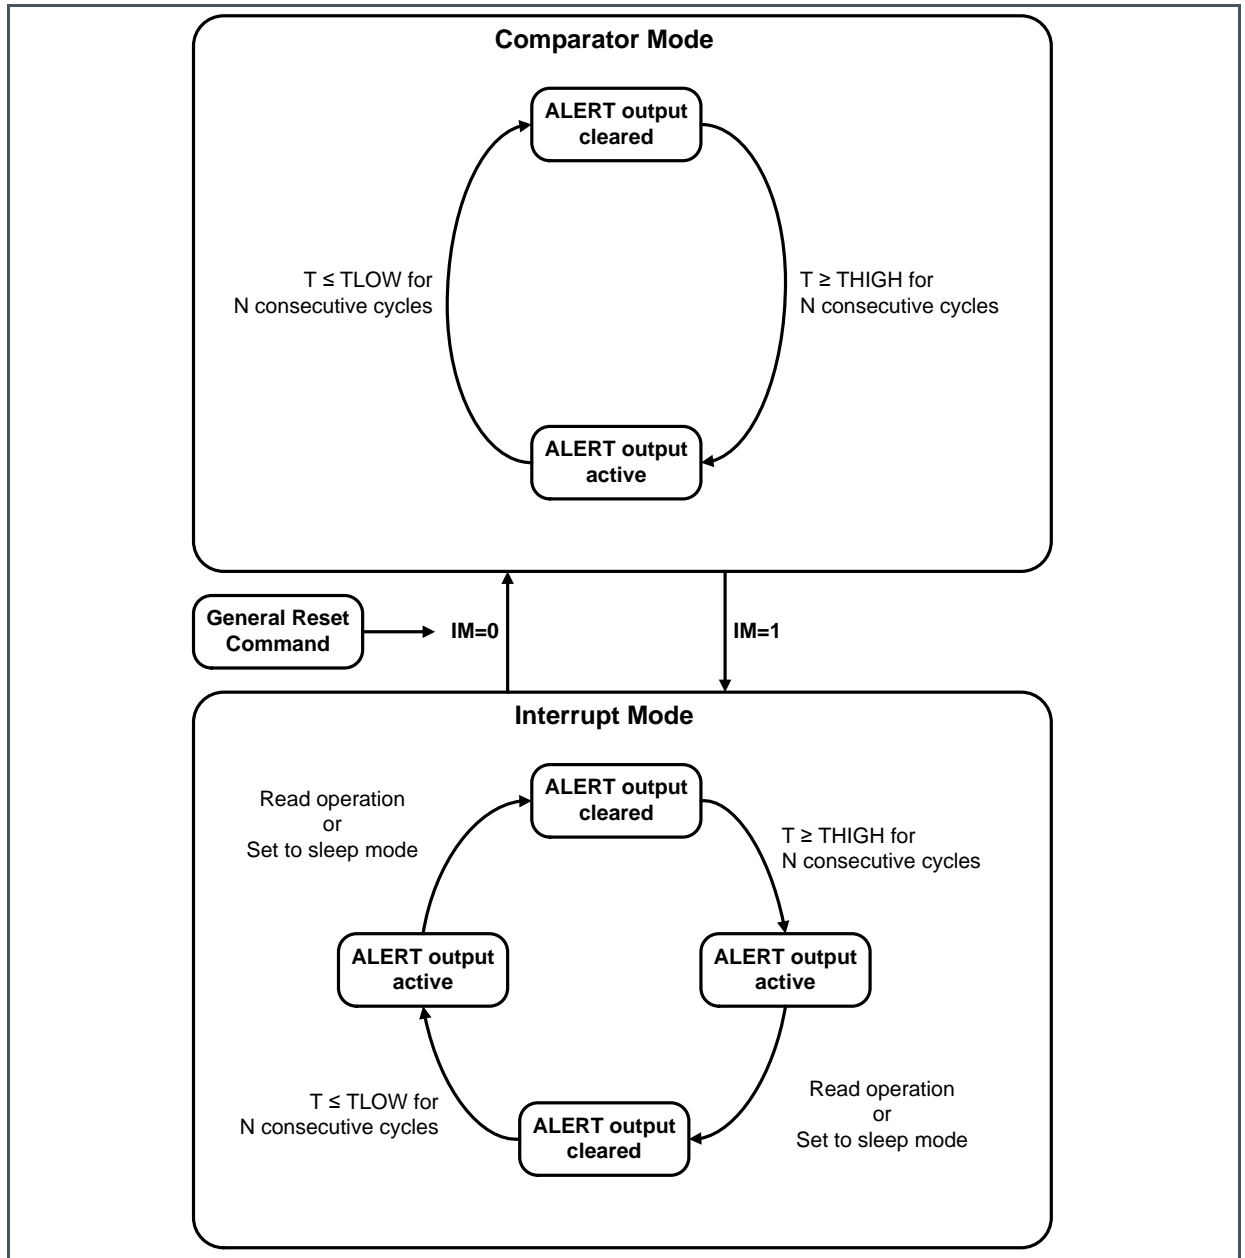 Comparator Mode
ALERT output
cleared
T ≤ TLOW for
N consecutive cycles
T ≥ THIGH for
N consecutive cycles
ALERT output
active
General Reset
Command
IM=0
IM=1
Interrupt Mode
ALERT output
cleared
Read operation
or
Set to sleep mode
T ≥ THIGH for
N consecutive cycles
ALERT output
active
ALERT output
active
T ≤ TLOW for
N consecutive cycles
Read operation
or
Set to sleep mode
ALERT output
cleared